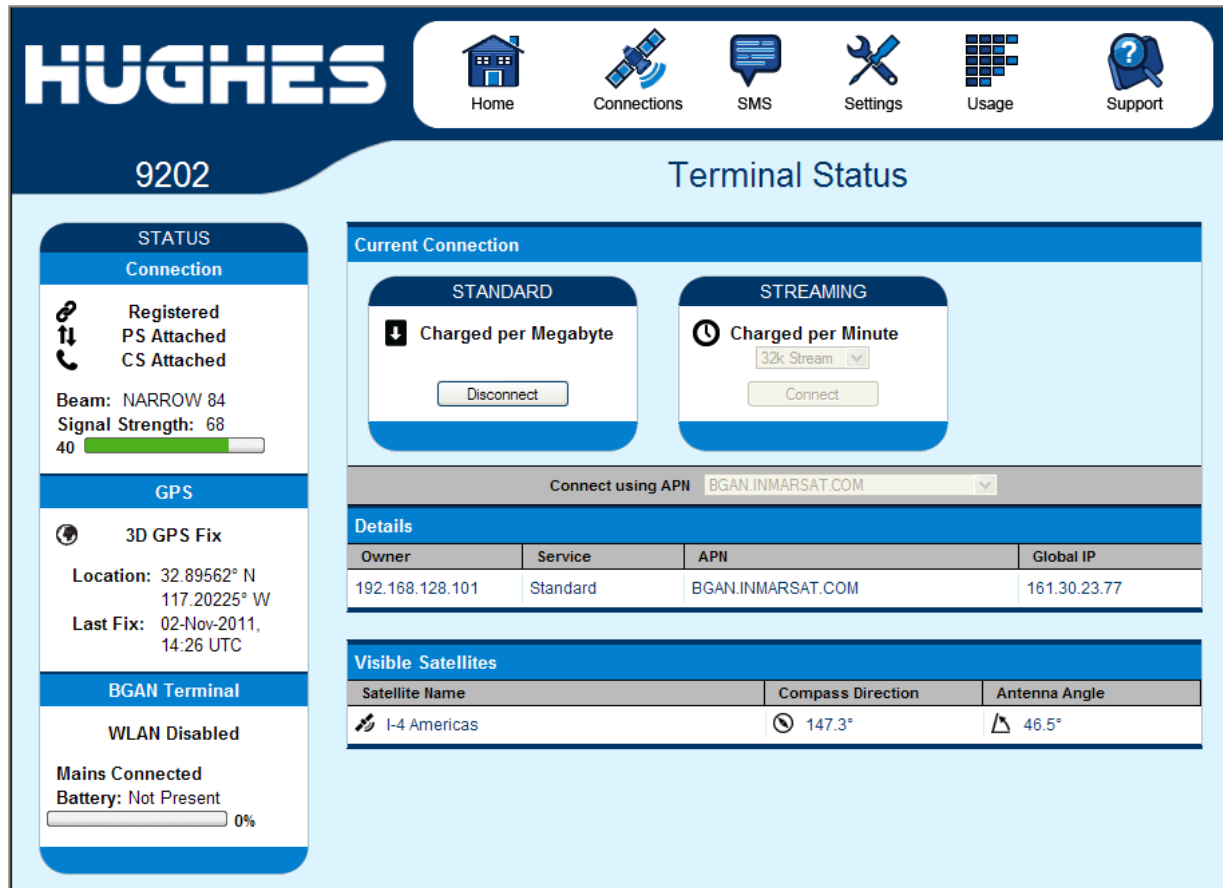 HUGHES
Home Connections SMS Settings Usage Support
9202
Terminal Status
STATUS
Connection
Registered
PS Attached
CS Attached
Beam: NARROW 84
Signal Strength: 68
40
GPS
3D GPS Fix
Location: 32.89562° N
117.20225° W
Last Fix: 02-Nov-2011,
14:26 UTC
BGAN Terminal
WLAN Disabled
Mains Connected
Battery: Not Present
0%
Current Connection
STANDARD
Charged per Megabyte
Disconnect
STREAMING
Charged per Minute
32k Stream
Connect
Connect using APN BGAN.INMARSAT.COM
Details
Owner Service APN Global IP
192.168.128.101 Standard BGAN.INMARSAT.COM 161.30.23.77
Visible Satellites
Satellite Name Compass Direction Antenna Angle
I-4 Americas 147.3° 46.5°